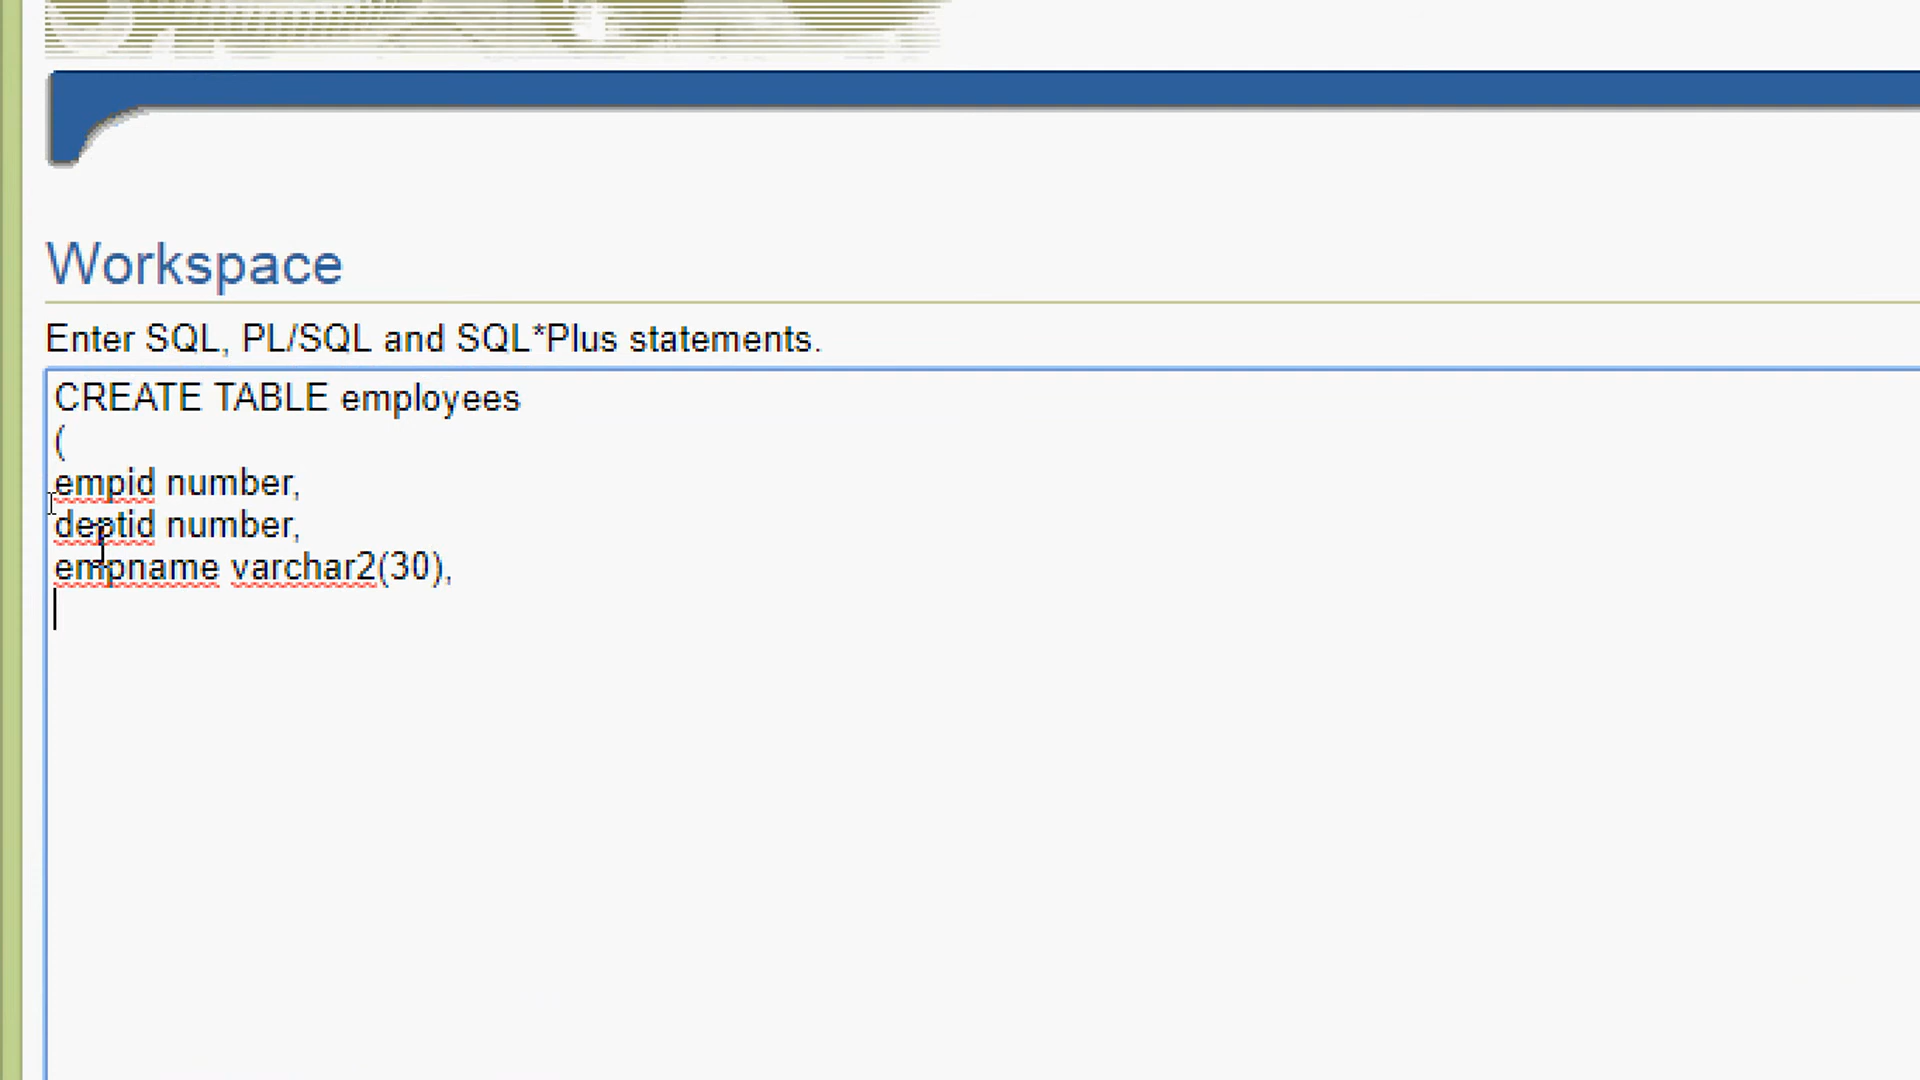 Workspace
Enter SQL, PL/SQL and SQL*Plus statements.
CREATE TABLE employees
(
empid number,
deptid number,
empname varchar2(30),